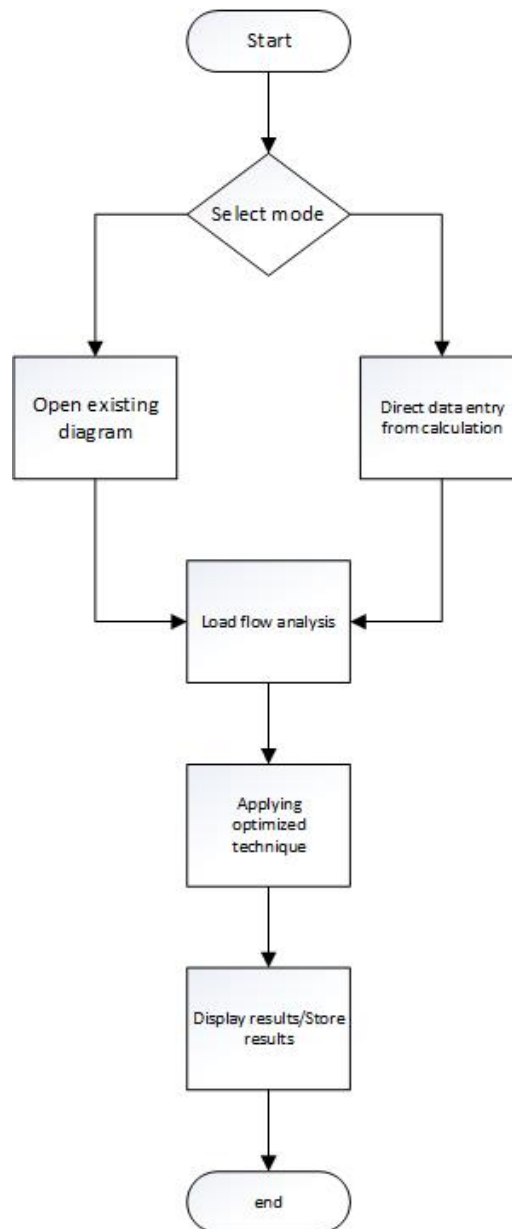 Start
Select mode
Open existing
diagram
Direct data entry
from calculation
Load flow analysis
Applying
optimized
technique
Display results/Store
results
end